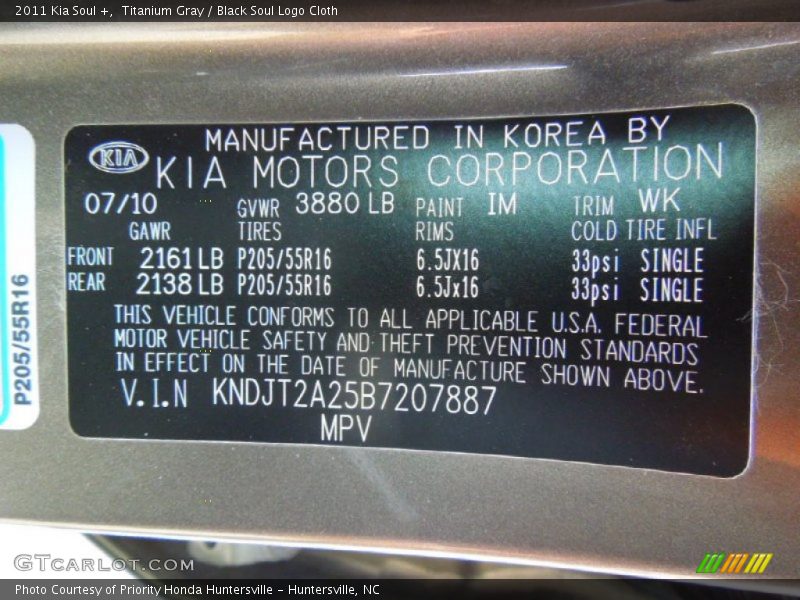 2011 Kia Soul +,  Titanium Gray / Black Soul Logo Cloth
MANUFACTURED IN KOREA BY
KIA KIA MOTORS CORPORATION
07/10 GVWR 3880 LB PAINT IM TRIM WK
GAWR TIRES RIMS COLD TIRE INFL
FRONT 2161 LB P205/55R16 6.5JX16 33psi SINGLE
REAR 2138 LB P205/55R16 6.5Jx16 33psi SINGLE
THIS VEHICLE CONFORMS TO ALL APPLICABLE U.S.A. FEDERAL
MOTOR VEHICLE SAFETY AND THEFT PREVENTION STANDARDS
IN EFFECT ON THE DATE OF MANUFACTURE SHOWN ABOVE.
V.I.N KNDJT2A25B7207887
MPV
P205/55R16
GTCARLOT.COM
Photo Courtesy of Priority Honda Huntersville – Huntersville, NC